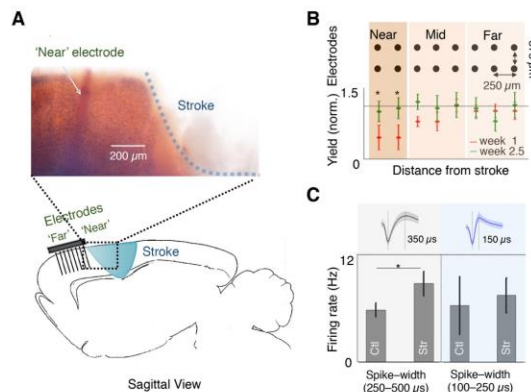 A
'Near' electrode
Stroke
200 µm
Electrodes
'Far'
'Near'
Stroke
Sagittal View
B
Near
Mid
Far
Electrodes
250 µm
1.5
Yield (norm.)
* *
week 1
week 2.5
0
Distance from stroke
C
350 µs
150 µs
12
Firing rate (Hz)
*
Ctl
Str
Ctl
Str
0
Spike–width
(250–500 µs)
Spike–width
(100–250 µs)